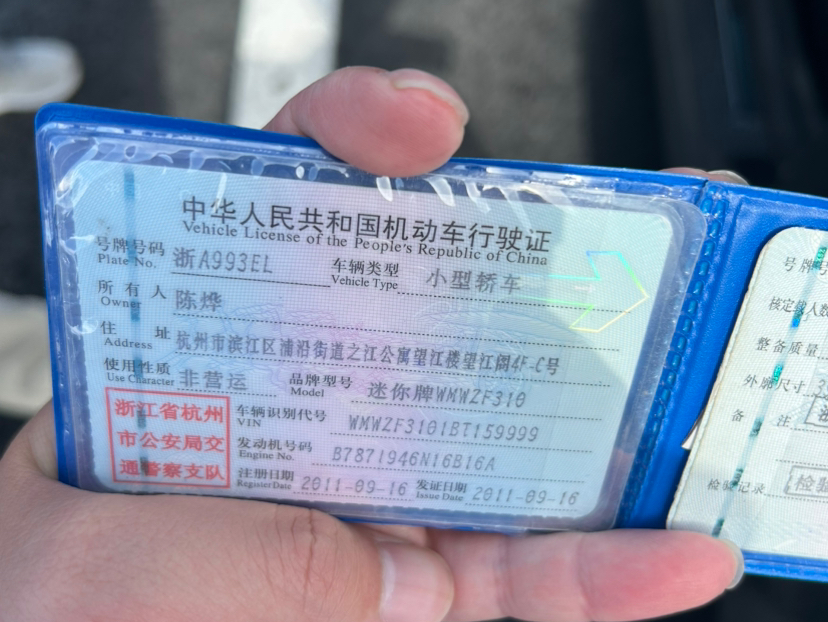 中华人民共和国机动车行驶证
Vehicle License of the People's Republic of China
号牌号码 浙A993EL 车辆类型 小型轿车
Plate No. Vehicle Type
所有人 陈烨
Owner
住址 杭州市滨江区浦沿街道之江公寓望江楼望江阁4F-C号
Address
使用性质 非营运 品牌型号 迷你牌WMWZF310
Use Character Model
浙江省杭州
市公安局交
通警察支队
车辆识别代号 WMWZF3101BT159999
VIN
发动机号码 B7871946N16B16A
Engine No.
注册日期 2011-09-16 发证日期 2011-09-16
Register Date Issue Date
号牌号
核定载人数
整备质量
外廓尺寸
备注
检验记录 检验